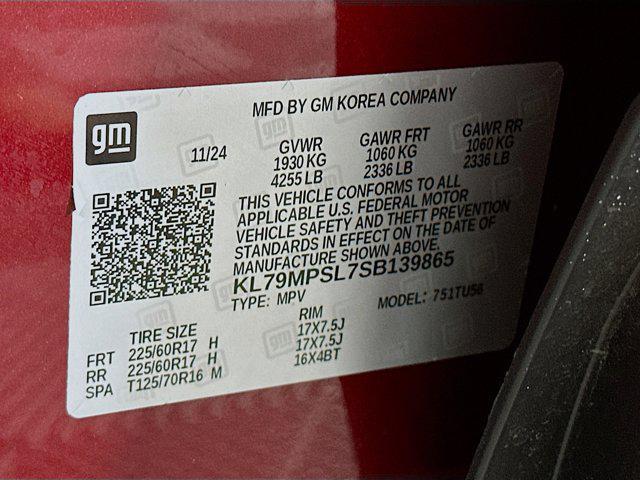 MFD BY GM KOREA COMPANY
gm
11/24 GVWR GAWR FRT GAWR RR
1930 KG 1060 KG 1060 KG
4255 LB 2336 LB 2336 LB
THIS VEHICLE CONFORMS TO ALL
APPLICABLE U.S. FEDERAL MOTOR
VEHICLE SAFETY AND THEFT PREVENTION
STANDARDS IN EFFECT ON THE DATE OF
MANUFACTURE SHOWN ABOVE.
KL79MPSL7SB139865
TYPE: MPV MODEL: 751TU56
TIRE SIZE RIM
FRT 225/60R17 H 17X7.5J
RR 225/60R17 H 17X7.5J
SPA T125/70R16 M 16X4BT